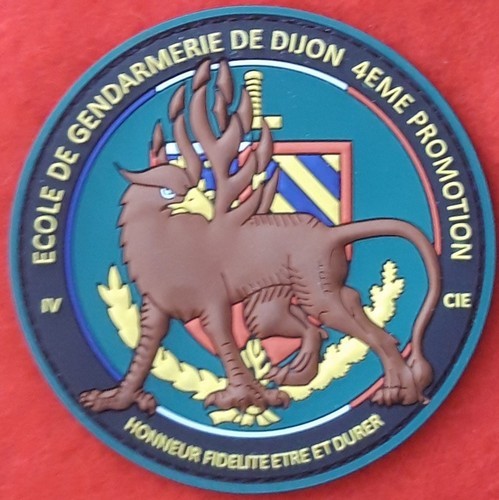 ECOLE DE GENDARMERIE DE DIJON 4EME PROMOTION
IV
CIE
HONNEUR FIDELITE ETRE ET DURER